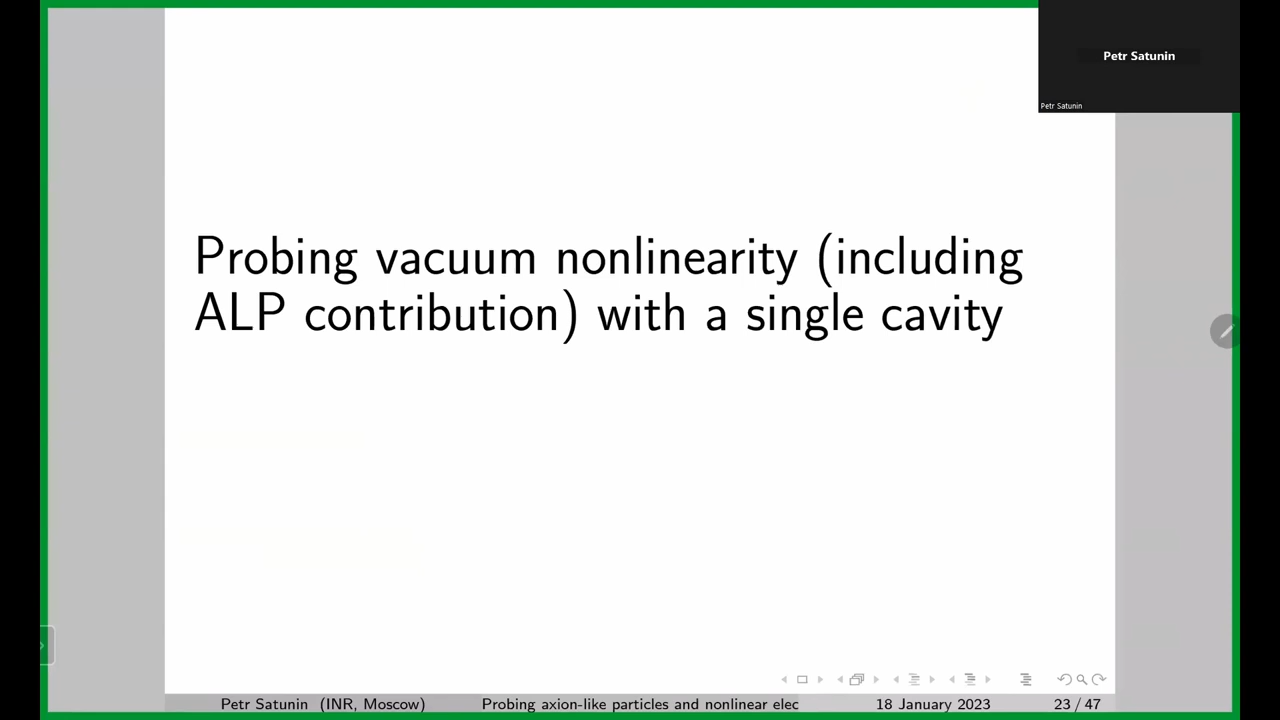 Petr Satunin
Petr Satunin
Probing vacuum nonlinearity (including
ALP contribution) with a single cavity
Petr Satunin (INR, Moscow) Probing axion-like particles and nonlinear elec 18 January 2023 23 / 47